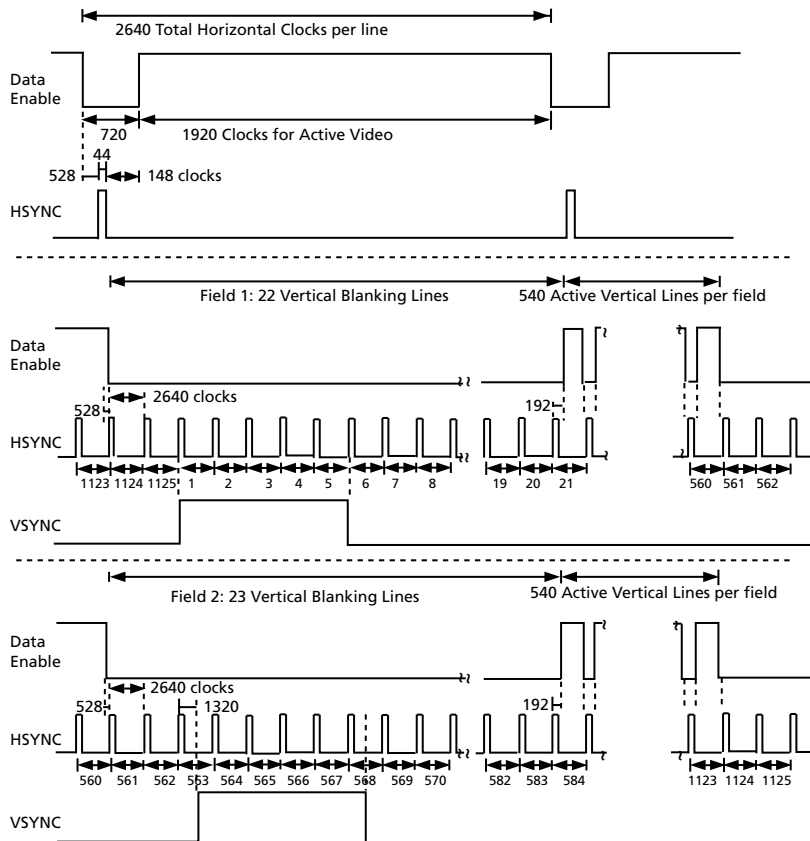 2640 Total Horizontal Clocks per line
Data
Enable
720
1920 Clocks for Active Video
44
528
148 clocks
HSYNC
Field 1: 22 Vertical Blanking Lines
540 Active Vertical Lines per field
Data
Enable
2640 clocks
528
192
HSYNC
1123 1124 1125 1 2 3 4 5 6 7 8 19 20 21 560 561 562
VSYNC
Field 2: 23 Vertical Blanking Lines
540 Active Vertical Lines per field
Data
Enable
2640 clocks
528
1320
192
HSYNC
560 561 562 563 564 565 566 567 568 569 570 582 583 584 1123 1124 1125
VSYNC